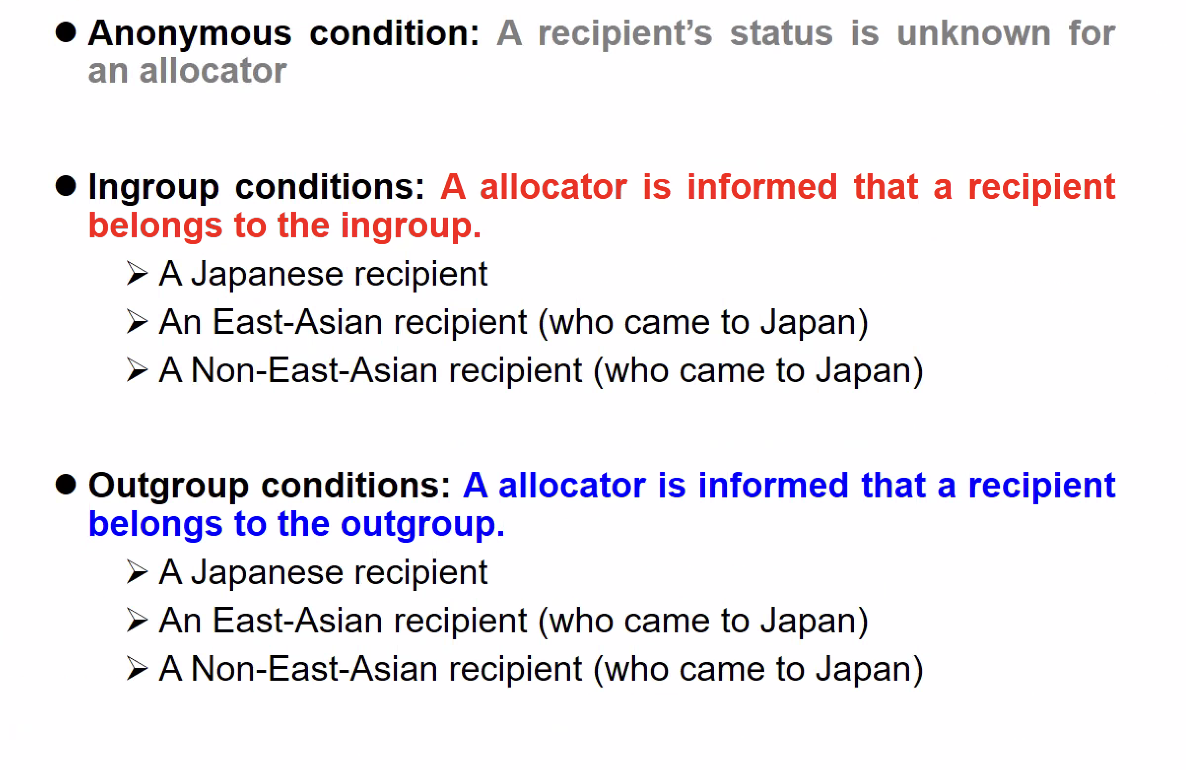 ● Anonymous condition: A recipient's status is unknown for
an allocator
● Ingroup conditions: A allocator is informed that a recipient
belongs to the ingroup.
➢ A Japanese recipient
➢ An East-Asian recipient (who came to Japan)
➢ A Non-East-Asian recipient (who came to Japan)
● Outgroup conditions: A allocator is informed that a recipient
belongs to the outgroup.
➢ A Japanese recipient
➢ An East-Asian recipient (who came to Japan)
➢ A Non-East-Asian recipient (who came to Japan)